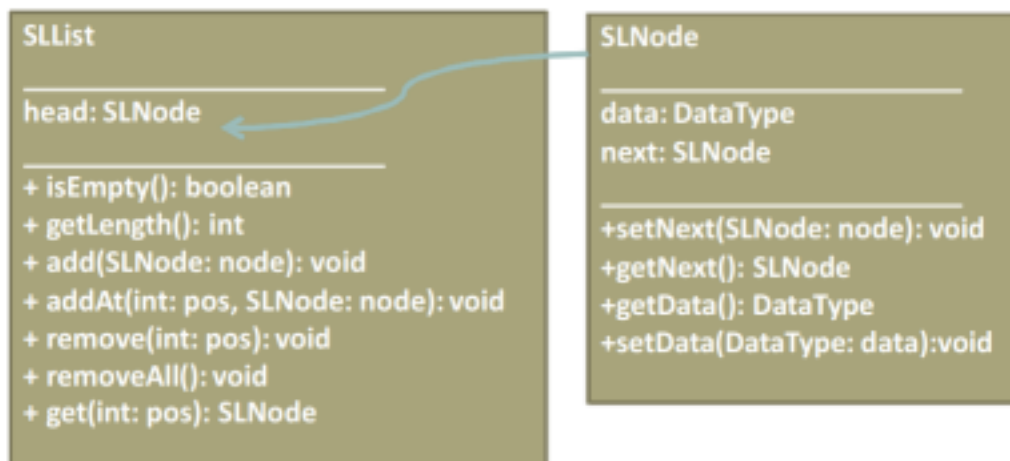 SLList
head: SLNode
+ isEmpty(): boolean
+ getLength(): int
+ add(SLNode: node): void
+ addAt(int: pos, SLNode: node): void
+ remove(int: pos): void
+ removeAll(): void
+ get(int: pos): SLNode
SLNode
data: DataType
next: SLNode
+setNext(SLNode: node): void
+getNext(): SLNode
+getData(): DataType
+setData(DataType: data):void